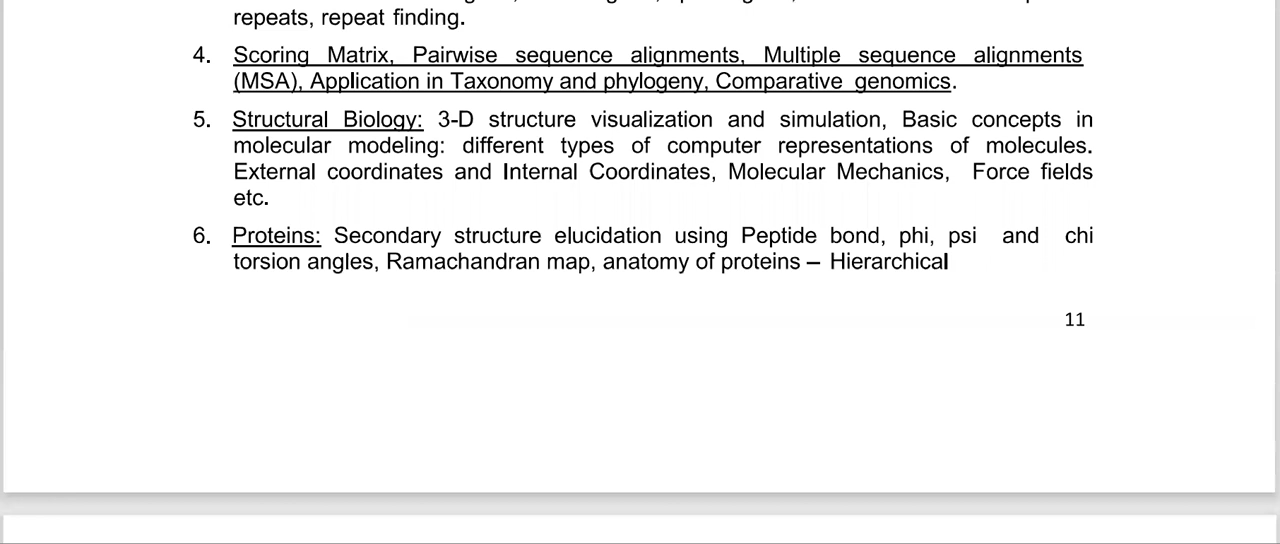 repeats, repeat finding.
4. Scoring Matrix, Pairwise sequence alignments, Multiple sequence alignments
(MSA), Application in Taxonomy and phylogeny, Comparative genomics.
5. Structural Biology: 3-D structure visualization and simulation, Basic concepts in
molecular modeling: different types of computer representations of molecules.
External coordinates and Internal Coordinates, Molecular Mechanics, Force fields
etc.
6. Proteins: Secondary structure elucidation using Peptide bond, phi, psi and chi
torsion angles, Ramachandran map, anatomy of proteins – Hierarchical
11